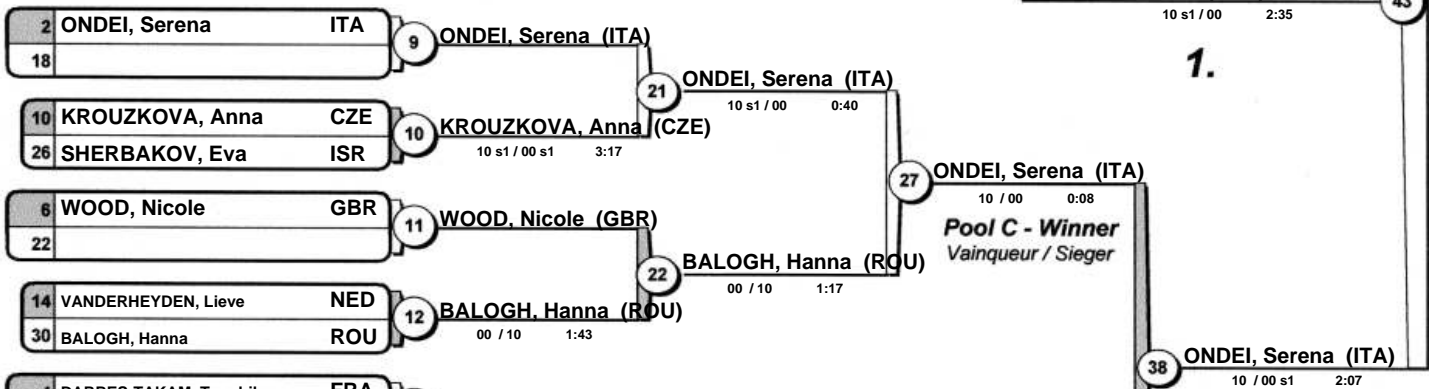 43
10 s1 / 00 2:35
1.
2 ONDEI, Serena ITA
18
9 ONDEI, Serena (ITA)
21 ONDEI, Serena (ITA)
10 s1 / 00 0:40
10 KROUZKOVA, Anna CZE
26 SHERBAKOV, Eva ISR
10 KROUZKOVA, Anna (CZE)
10 s1 / 00 s1 3:17
27 ONDEI, Serena (ITA)
10 / 00 0:08
Pool C - Winner
Vainqueur / Sieger
6 WOOD, Nicole GBR
22
11 WOOD, Nicole (GBR)
22 BALOGH, Hanna (ROU)
00 / 10 1:17
14 VANDERHEYDEN, Lieve NED
30 BALOGH, Hanna ROU
12 BALOGH, Hanna (ROU)
00 / 10 1:43
38 ONDEI, Serena (ITA)
10 / 00 s1 2:07
FRA